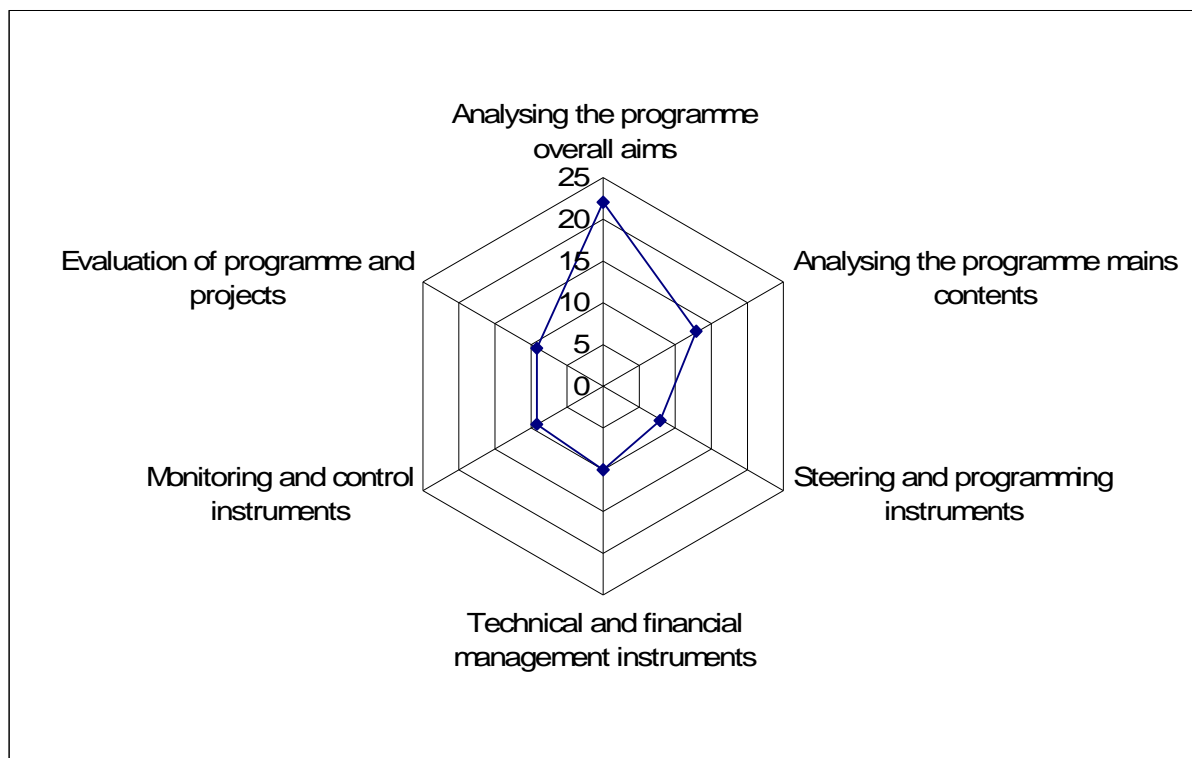 Analysing the programme
overall aims
25
20
15
10
5
0
Analysing the programme mains
contents
Steering and programming
instruments
Technical and financial
management instruments
Monitoring and control
instruments
Evaluation of programme and
projects